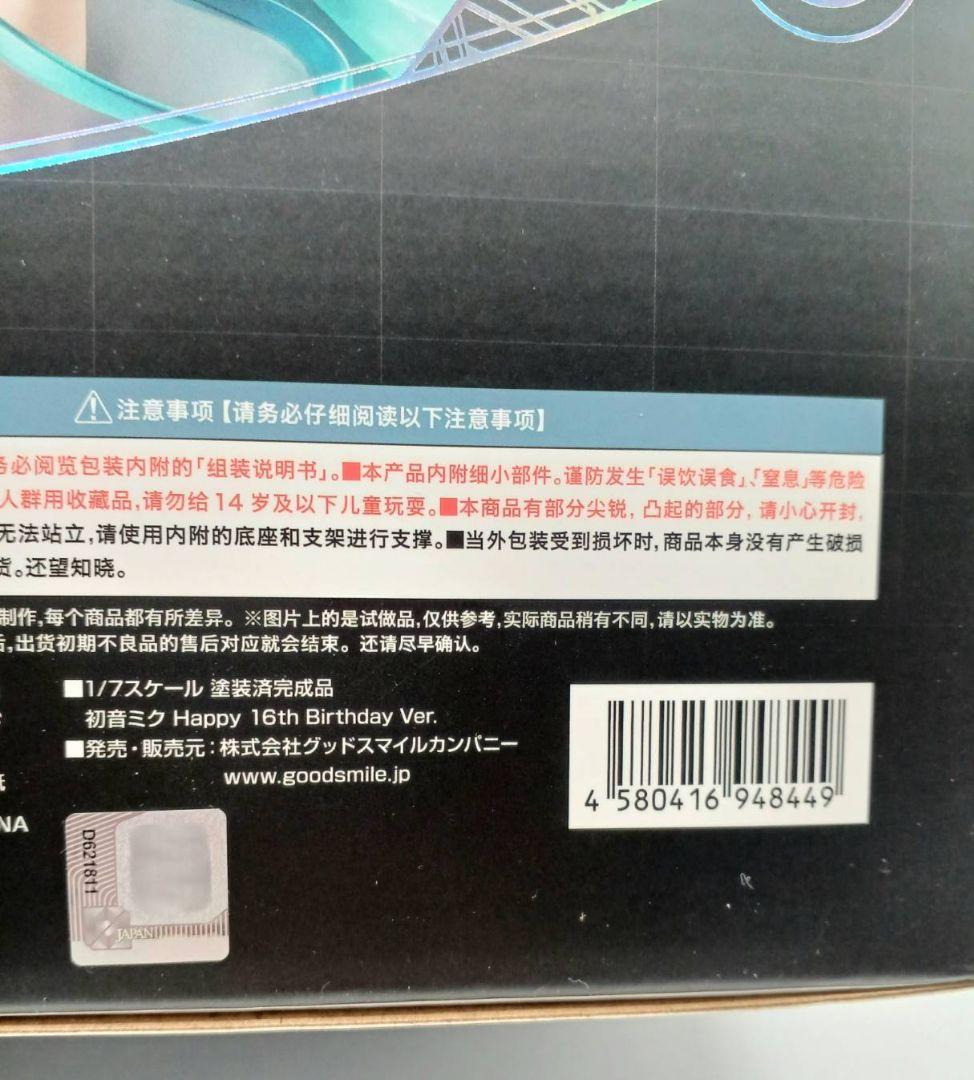 ⚠注意事项【请务必仔细阅读以下注意事项】
务必阅览包装内附的「组装说明书」。■本产品内附细小部件。谨防发生「误饮误食」、「窒息」等危险
人群用收藏品,请勿给14岁及以下儿童玩耍。■本商品有部分尖锐,凸起的部分,请小心开封,
无法站立,请使用内附的底座和支架进行支撑。■当外包装受到损坏时,商品本身没有产生破损
货。还望知晓。
制作,每个商品都有所差异。※图片上的是试做品,仅供参考,实际商品稍有不同,请以实物为准。
后,出货初期不良品的售后对应就会结束。还请尽早确认。
■1/7スケール 塗装済完成品
初音ミク Happy 16th Birthday Ver.
■発売・販売元:株式会社グッドスマイルカンパニー
www.goodsmile.jp
4 580416 948449
NA
D621811
JAPAN